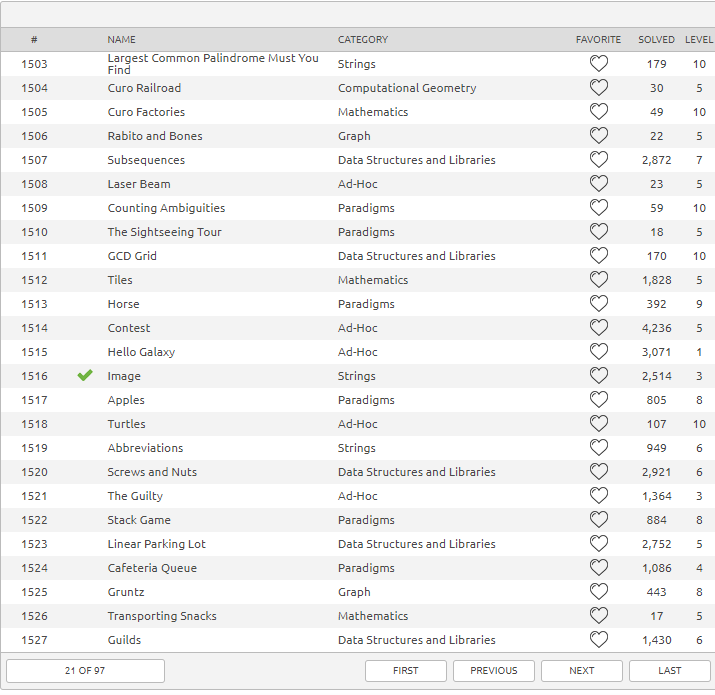 # NAME CATEGORY FAVORITE SOLVED LEVEL
1503 Largest Common Palindrome Must You Find Strings 179 10
1504 Curo Railroad Computational Geometry 30 5
1505 Curo Factories Mathematics 49 10
1506 Rabito and Bones Graph 22 5
1507 Subsequences Data Structures and Libraries 2,872 7
1508 Laser Beam Ad-Hoc 23 5
1509 Counting Ambiguities Paradigms 59 10
1510 The Sightseeing Tour Paradigms 18 5
1511 GCD Grid Data Structures and Libraries 170 10
1512 Tiles Mathematics 1,828 5
1513 Horse Paradigms 392 9
1514 Contest Ad-Hoc 4,236 5
1515 Hello Galaxy Ad-Hoc 3,071 1
1516 Image Strings 2,514 3
1517 Apples Paradigms 805 8
1518 Turtles Ad-Hoc 107 10
1519 Abbreviations Strings 949 6
1520 Screws and Nuts Data Structures and Libraries 2,921 6
1521 The Guilty Ad-Hoc 1,364 3
1522 Stack Game Paradigms 884 8
1523 Linear Parking Lot Data Structures and Libraries 2,752 5
1524 Cafeteria Queue Paradigms 1,086 4
1525 Gruntz Graph 443 8
1526 Transporting Snacks Mathematics 17 5
1527 Guilds Data Structures and Libraries 1,430 6
21 OF 97 FIRST PREVIOUS NEXT LAST